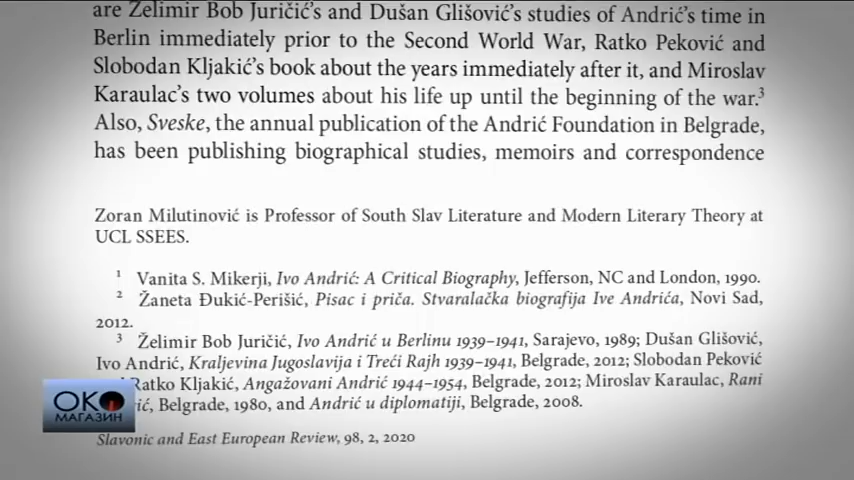 are Želimir Bob Juričić’s and Dušan Glišović’s studies of Andrić’s time in
Berlin immediately prior to the Second World War, Ratko Peković and
Slobodan Kljakić’s book about the years immediately after it, and Miroslav
Karaulac’s two volumes about his life up until the beginning of the war.³
Also, Sveske, the annual publication of the Andrić Foundation in Belgrade,
has been publishing biographical studies, memoirs and correspondence
Zoran Milutinović is Professor of South Slav Literature and Modern Literary Theory at
UCL SSEES.
¹ Vanita S. Mikerji, Ivo Andrić: A Critical Biography, Jefferson, NC and London, 1990.
² Žaneta Đukić-Perišić, Pisac i priča. Stvaralačka biografija Ive Andrića, Novi Sad,
2012.
³ Želimir Bob Juričić, Ivo Andrić u Berlinu 1939–1941, Sarajevo, 1989; Dušan Glišović,
Ivo Andrić, Kraljevina Jugoslavija i Treći Rajh 1939–1941, Belgrade, 2012; Slobodan Peković
Ratko Kljakić, Angažovani Andrić 1944–1954, Belgrade, 2012; Miroslav Karaulac, Rani
Belgrade, 1980, and Andrić u diplomatiji, Belgrade, 2008.
Slavonic and East European Review, 98, 2, 2020
ОКО
МАГАЗИН